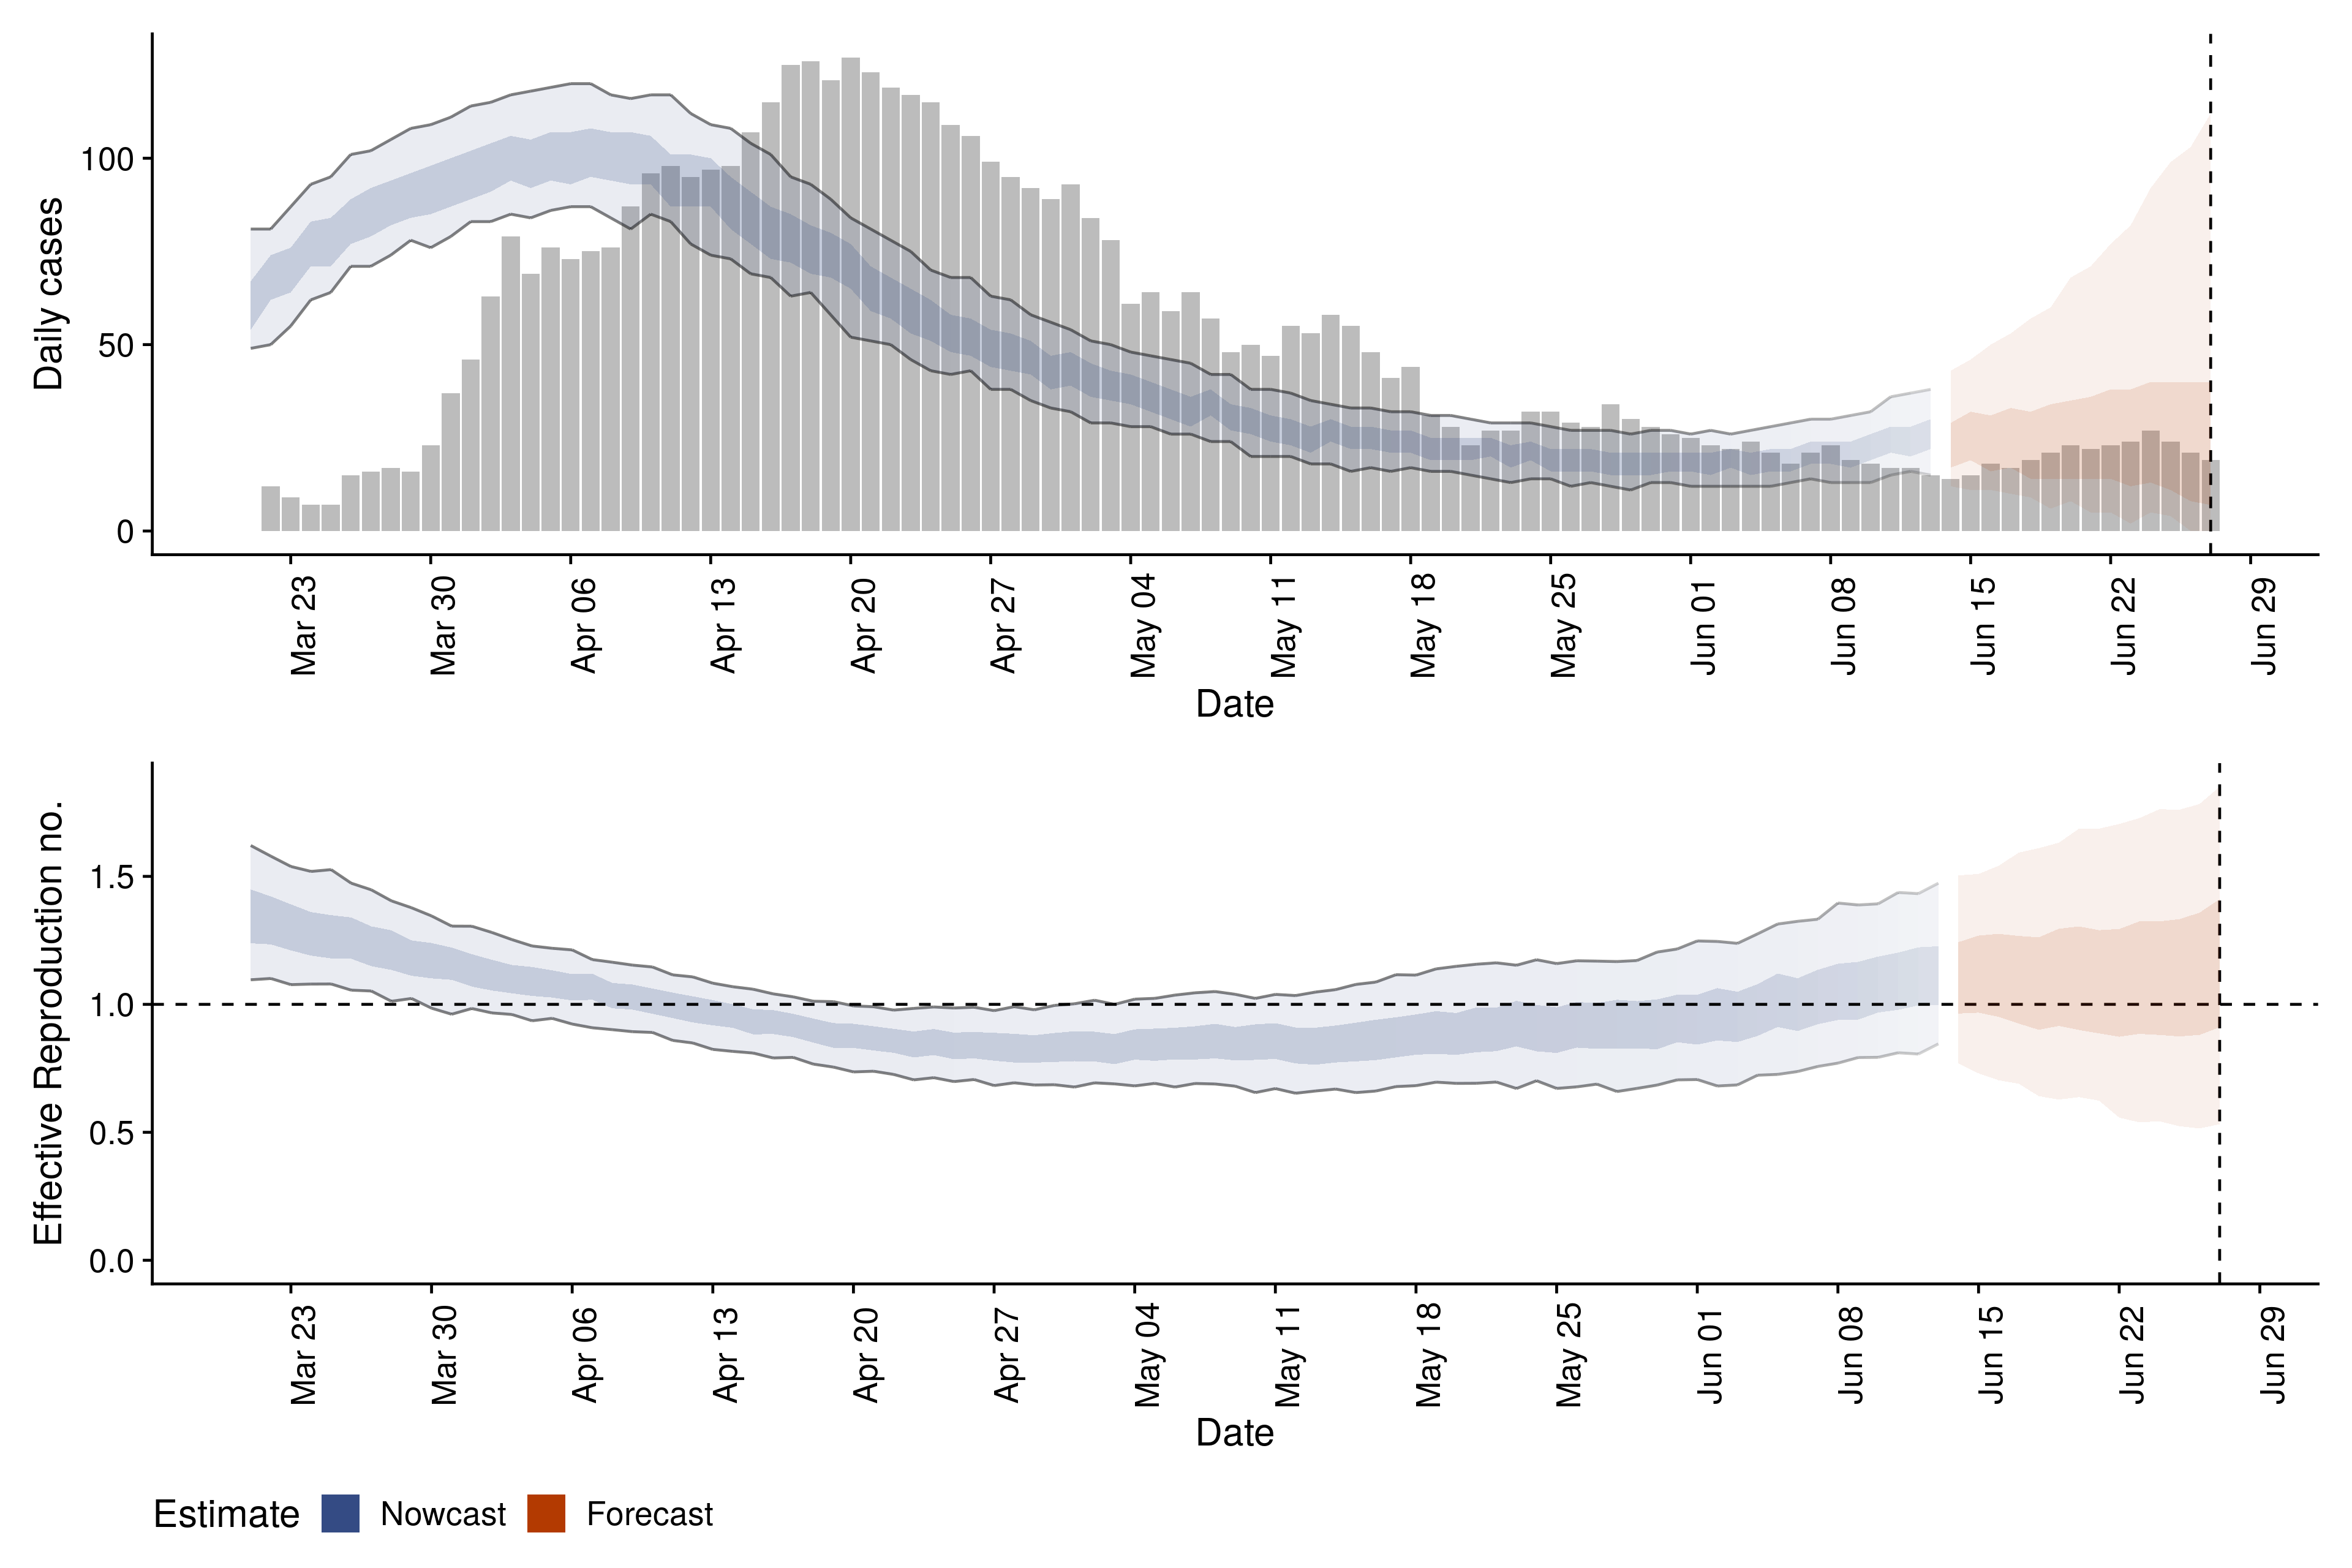 Daily cases
100
50
0
Mar 23
Mar 30
Apr 06
Apr 13
Apr 20
Apr 27
May 04
May 11
May 18
May 25
Jun 01
Jun 08
Jun 15
Jun 22
Jun 29
Date
Effective Reproduction no.
1.5
1.0
0.5
0.0
Mar 23
Mar 30
Apr 06
Apr 13
Apr 20
Apr 27
May 04
May 11
May 18
May 25
Jun 01
Jun 08
Jun 15
Jun 22
Jun 29
Date
Estimate Nowcast Forecast